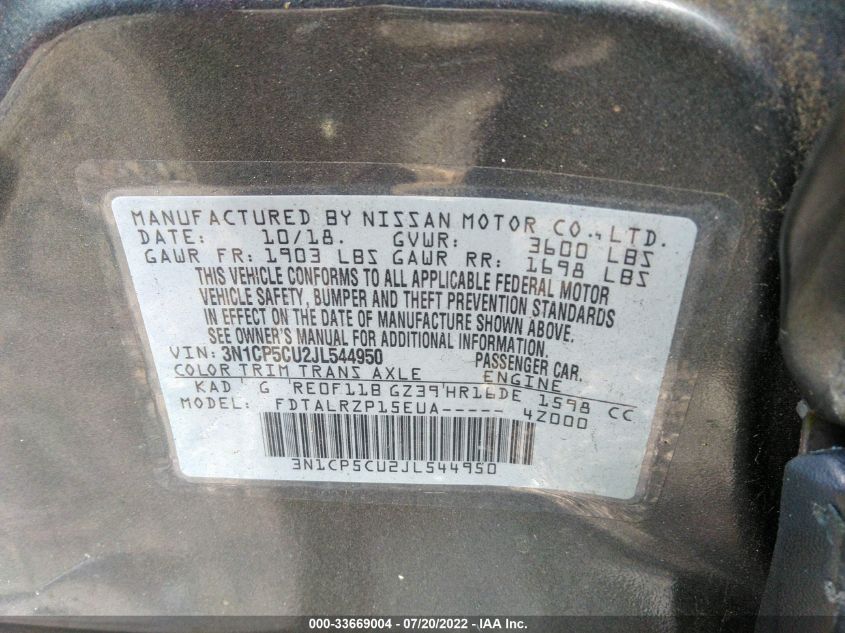 MANUFACTURED BY NISSAN MOTOR CO., LTD.
DATE: 10/18. GVWR: 3600 LBS
GAWR FR: 1903 LBS GAWR RR: 1698 LBS
THIS VEHICLE CONFORMS TO ALL APPLICABLE FEDERAL MOTOR
VEHICLE SAFETY, BUMPER AND THEFT PREVENTION STANDARDS
IN EFFECT ON THE DATE OF MANUFACTURE SHOWN ABOVE.
SEE OWNER'S MANUAL FOR ADDITIONAL INFORMATION.
VIN: 3N1CP5CU2JL544950 PASSENGER CAR.
COLOR TRIM TRANS AXLE ENGINE
KAD G RE0F11B GZ39 HR16DE 1598 CC
MODEL: FDTALRZP15EUA----- 4Z000
3N1CP5CU2JL544950
000-33669004 - 07/20/2022 - IAA Inc.